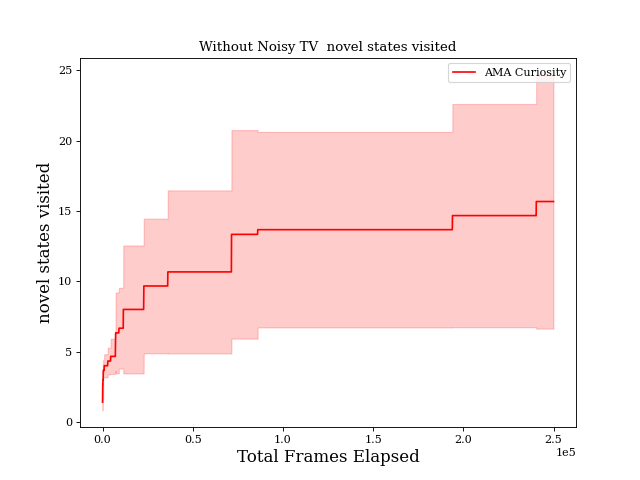 Without Noisy TV  novel states visited
AMA Curiosity
novel states visited
25
20
15
10
5
0
0.0 0.5 1.0 1.5 2.0 2.5
1e5
Total Frames Elapsed